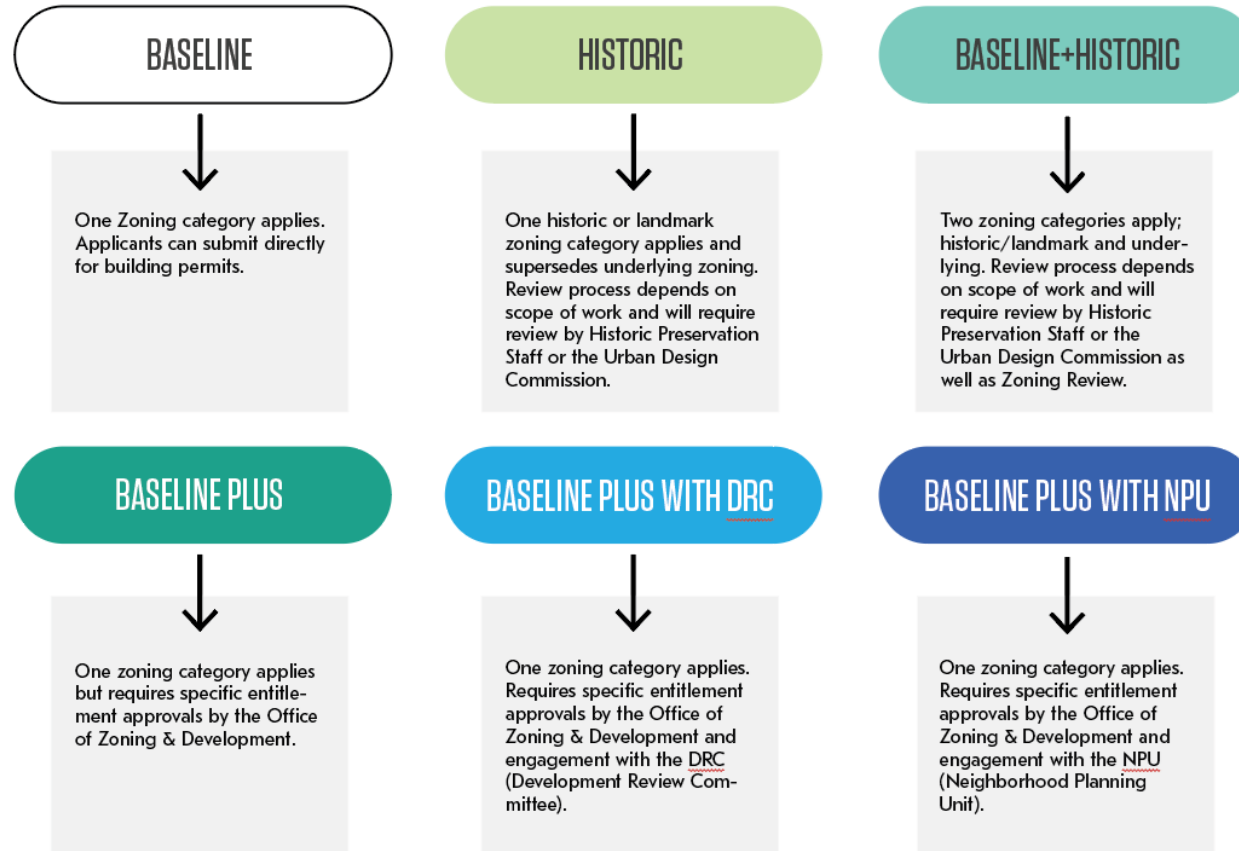 BASELINE
One Zoning category applies.
Applicants can submit directly
for building permits.
HISTORIC
One historic or landmark
zoning category applies and
supersedes underlying zoning.
Review process depends on
scope of work and will require
review by Historic Preservation
Staff or the Urban Design
Commission.
BASELINE+HISTORIC
Two zoning categories apply;
historic/landmark and under-
lying. Review process depends
on scope of work and will
require review by Historic
Preservation Staff or the
Urban Design Commission as
well as Zoning Review.
BASELINE PLUS
One zoning category applies
but requires specific entitle-
ment approvals by the Office
of Zoning & Development.
BASELINE PLUS WITH DRC
One zoning category applies.
Requires specific entitlement
approvals by the Office of
Zoning & Development and
engagement with the DRC
(Development Review Com-
mittee).
BASELINE PLUS WITH NPU
One zoning category applies.
Requires specific entitlement
approvals by the Office of
Zoning & Development and
engagement with the NPU
(Neighborhood Planning
Unit).